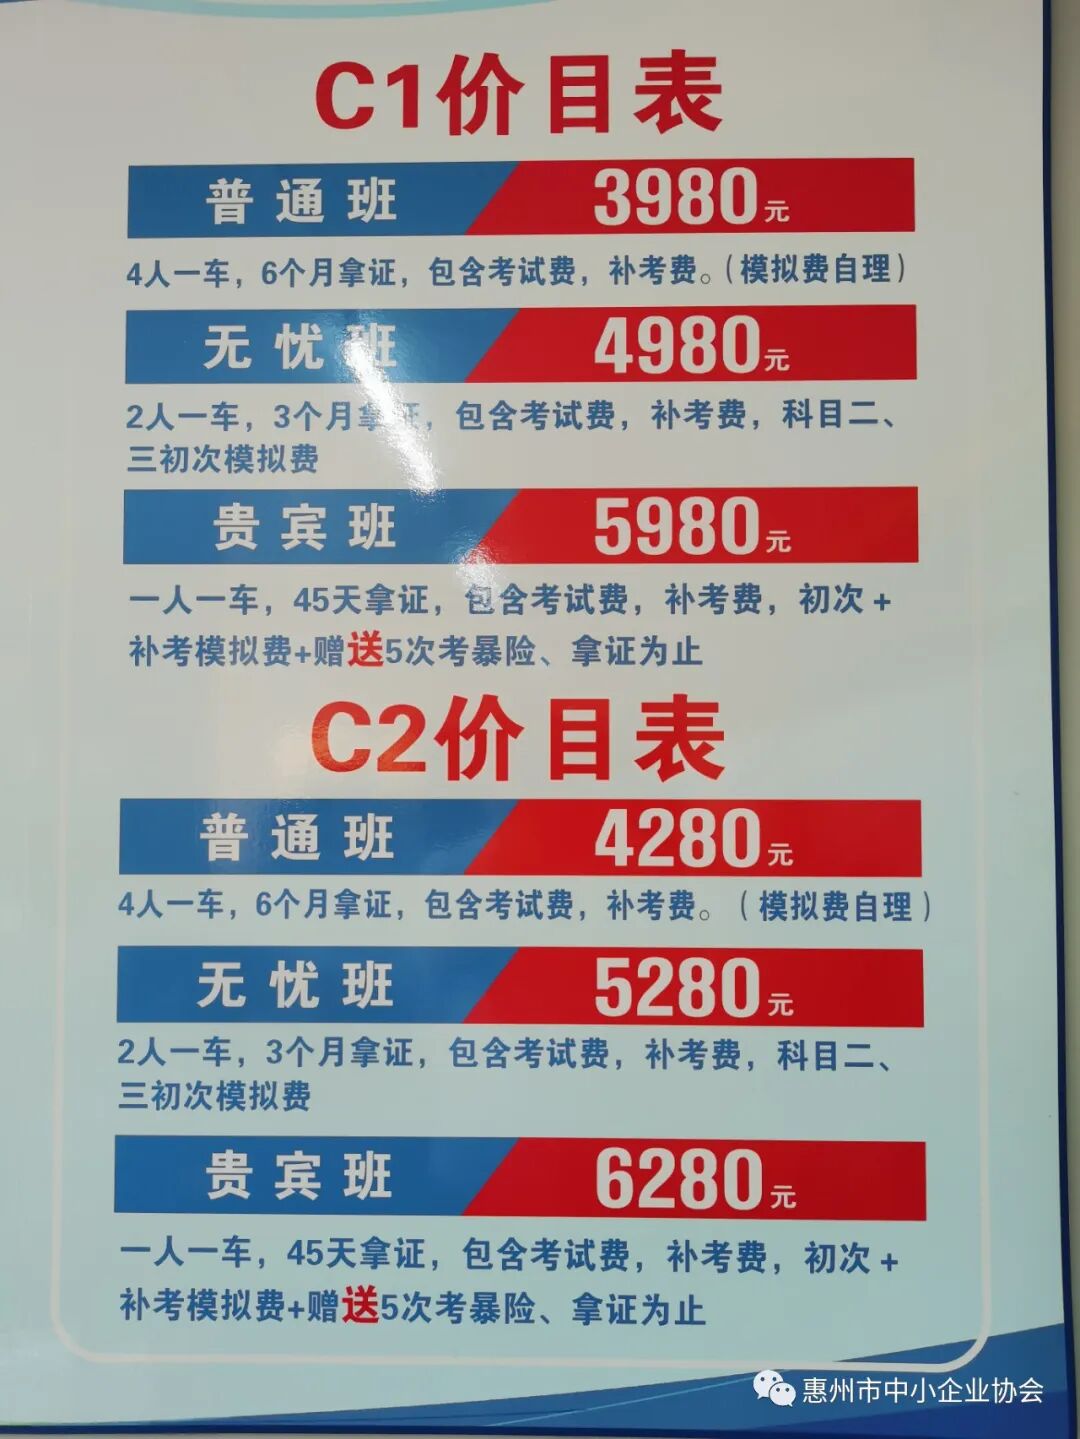 C1价目表
普通班 3980元
4人一车，6个月拿证，包含考试费，补考费。（模拟费自理）
无忧班 4980元
2人一车，3个月拿证，包含考试费，补考费，科目二、
三初次模拟费
贵宾班 5980元
一人一车，45天拿证，包含考试费，补考费，初次+
补考模拟费+赠送5次考暴险、拿证为止
C2价目表
普通班 4280元
4人一车，6个月拿证，包含考试费，补考费。（模拟费自理）
无忧班 5280元
2人一车，3个月拿证，包含考试费，补考费，科目二、
三初次模拟费
贵宾班 6280元
一人一车，45天拿证，包含考试费，补考费，初次+
补考模拟费+赠送5次考暴险、拿证为止
惠州市中小企业协会